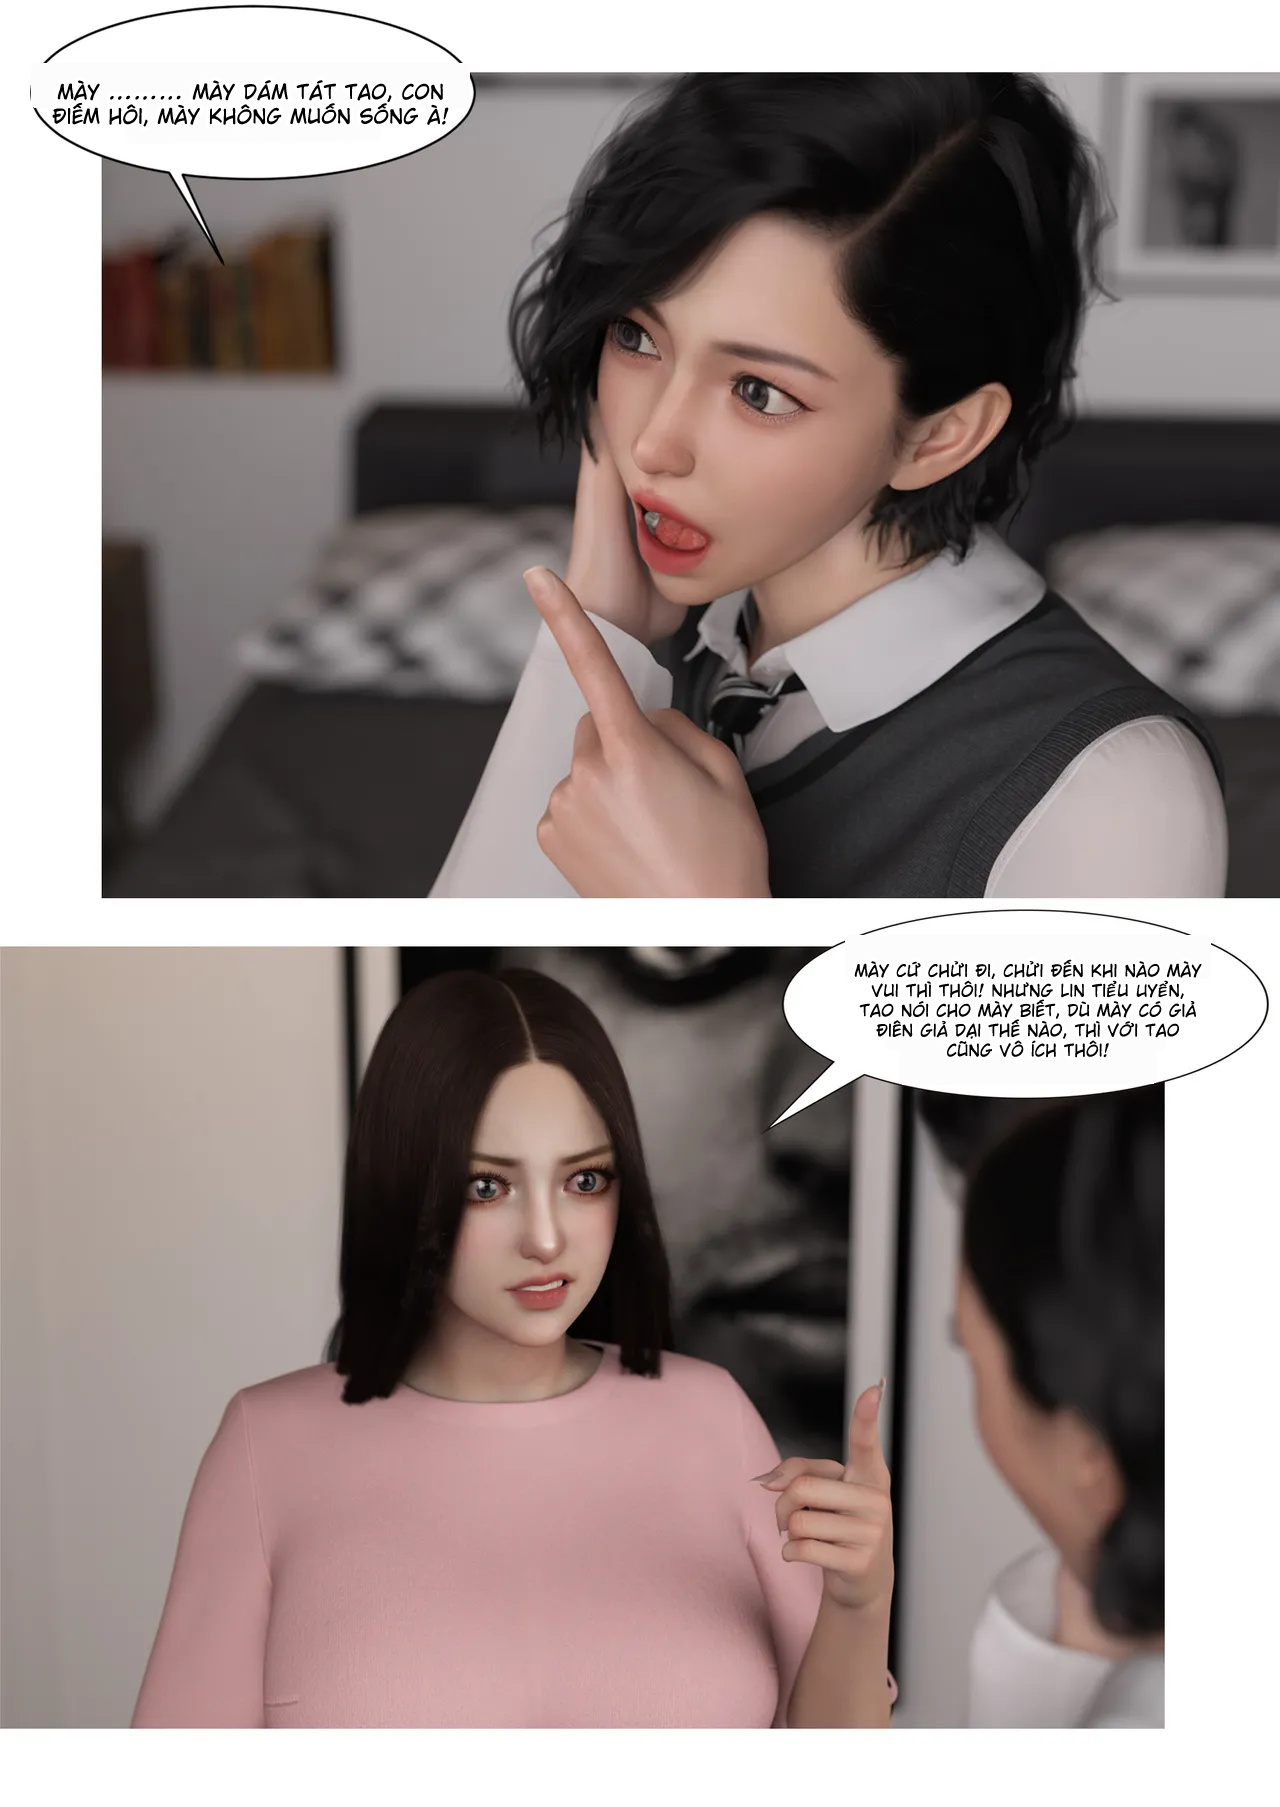 MÀY ......... MÀY DÁM TÁT TAO, CON
ĐIẾM HÔI, MÀY KHÔNG MUỐN SỐNG À!
MÀY CỨ CHỬI ĐI, CHỬI ĐẾN KHI NÀO MÀY
VUI THÌ THÔI! NHƯNG LIN TIỂU UYỂN,
TAO NÓI CHO MÀY BIẾT, DÙ MÀY CÓ GIẢ
ĐIÊN GIẢ DẠI THẾ NÀO, THÌ VỚI TAO
CŨNG VÔ ÍCH THÔI!